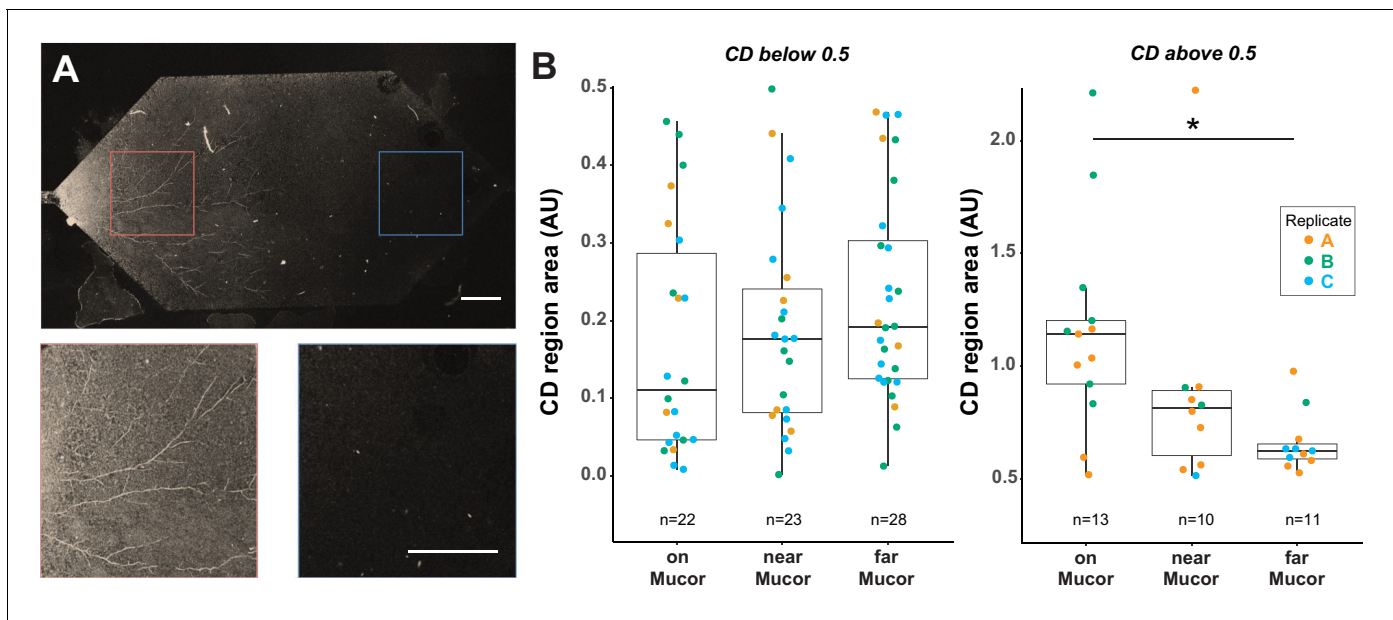 A
B
CD below 0.5
CD region area (AU)
0.5
0.4
0.3
0.2
0.1
0.0
n=22
n=23
n=28
on
Mucor
near
Mucor
far
Mucor
CD above 0.5
CD region area (AU)
2.0
1.5
1.0
0.5
*
Replicate
A
B
C
n=13
n=10
n=11
on
Mucor
near
Mucor
far
Mucor